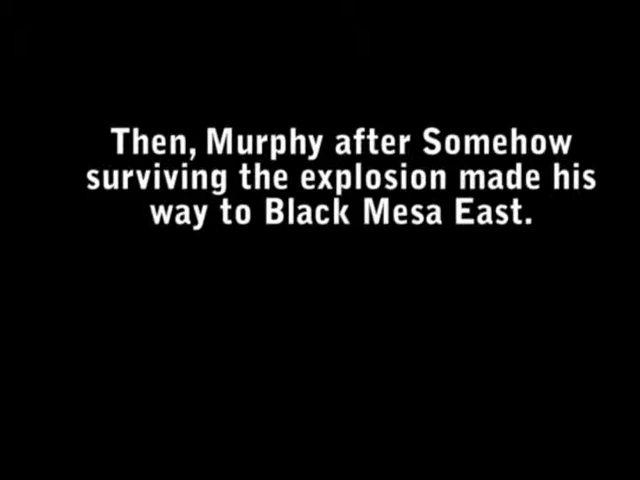 Then, Murphy after Somehow
surviving the explosion made his
way to Black Mesa East.